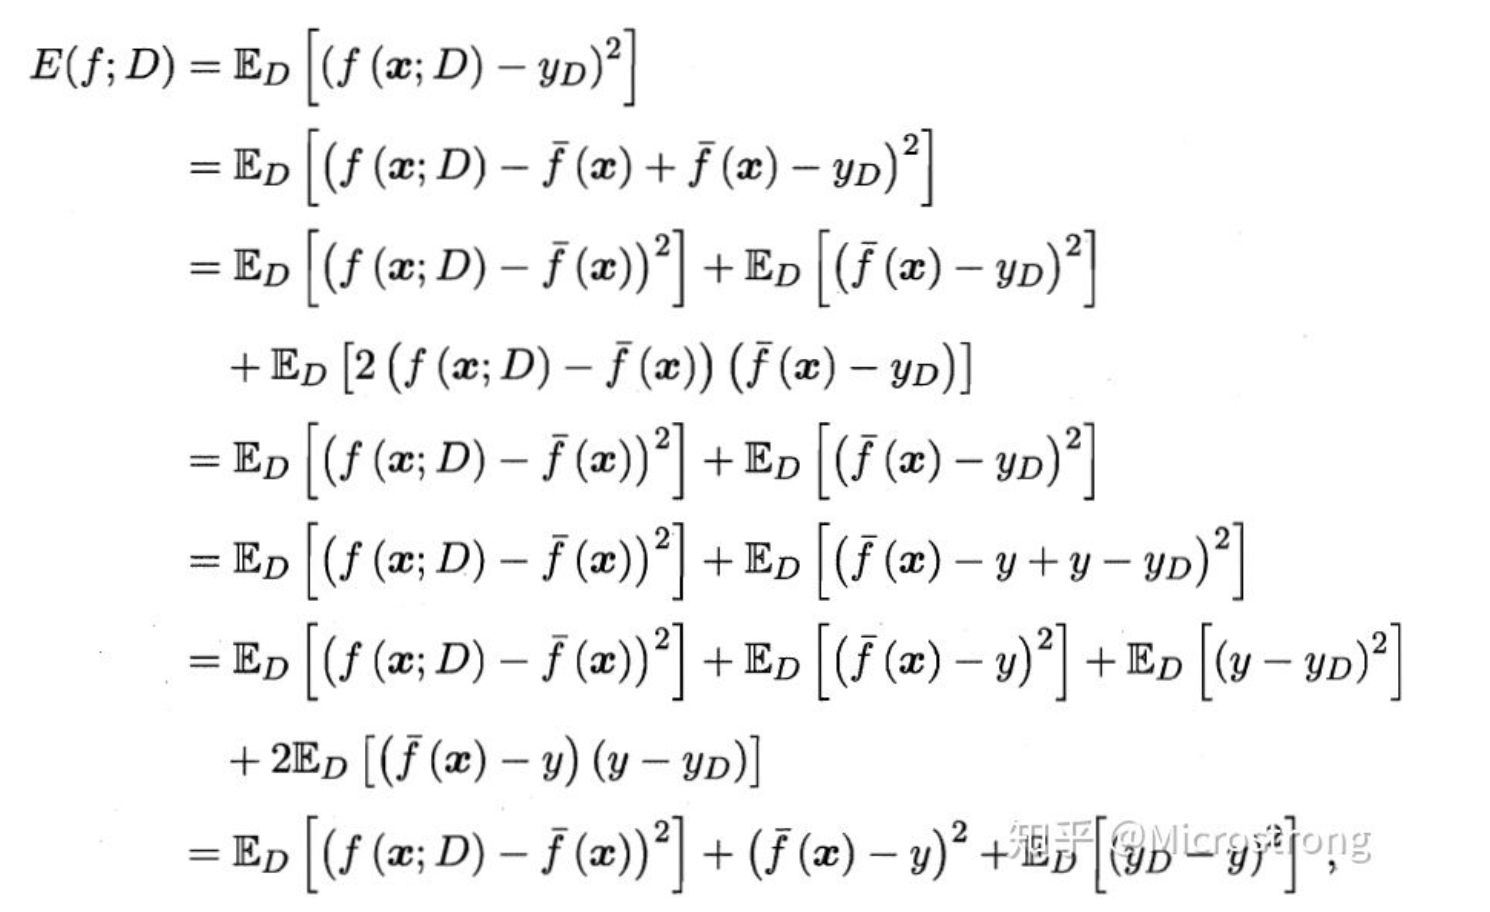 E(f; D) = 𝔼_D [(f (𝒙; D) − y_D)²]
= 𝔼_D [(f (𝒙; D) − f̄ (𝒙) + f̄ (𝒙) − y_D)²]
= 𝔼_D [(f (𝒙; D) − f̄ (𝒙))²] + 𝔼_D [(f̄ (𝒙) − y_D)²]
+ 𝔼_D [2 (f (𝒙; D) − f̄ (𝒙)) (f̄ (𝒙) − y_D)]
= 𝔼_D [(f (𝒙; D) − f̄ (𝒙))²] + 𝔼_D [(f̄ (𝒙) − y_D)²]
= 𝔼_D [(f (𝒙; D) − f̄ (𝒙))²] + 𝔼_D [(f̄ (𝒙) − y + y − y_D)²]
= 𝔼_D [(f (𝒙; D) − f̄ (𝒙))²] + 𝔼_D [(f̄ (𝒙) − y)²] + 𝔼_D [(y − y_D)²]
+ 2𝔼_D [(f̄ (𝒙) − y) (y − y_D)]
= 𝔼_D [(f (𝒙; D) − f̄ (𝒙))²] + (f̄ (𝒙) − y)² + 𝔼_D [(y_D − y)²] ,
知乎 @Microstrong